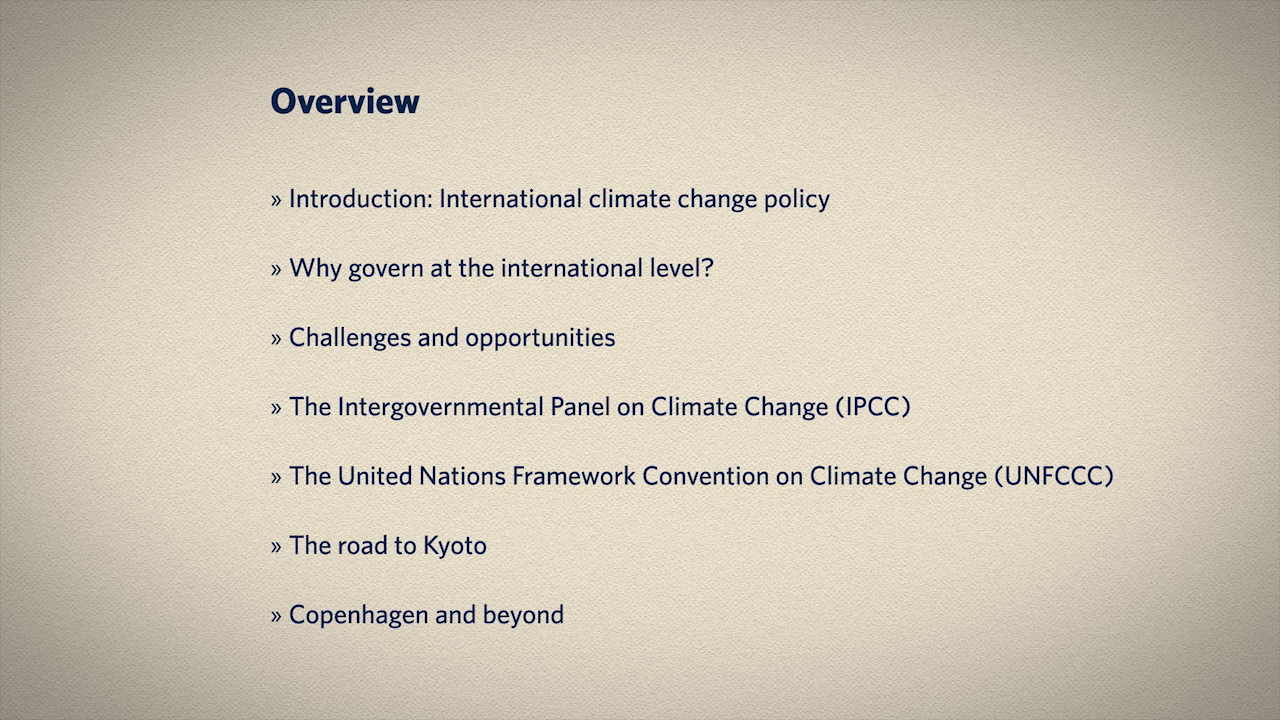 Overview
» Introduction: International climate change policy
» Why govern at the international level?
» Challenges and opportunities
» The Intergovernmental Panel on Climate Change (IPCC)
» The United Nations Framework Convention on Climate Change (UNFCCC)
» The road to Kyoto
» Copenhagen and beyond